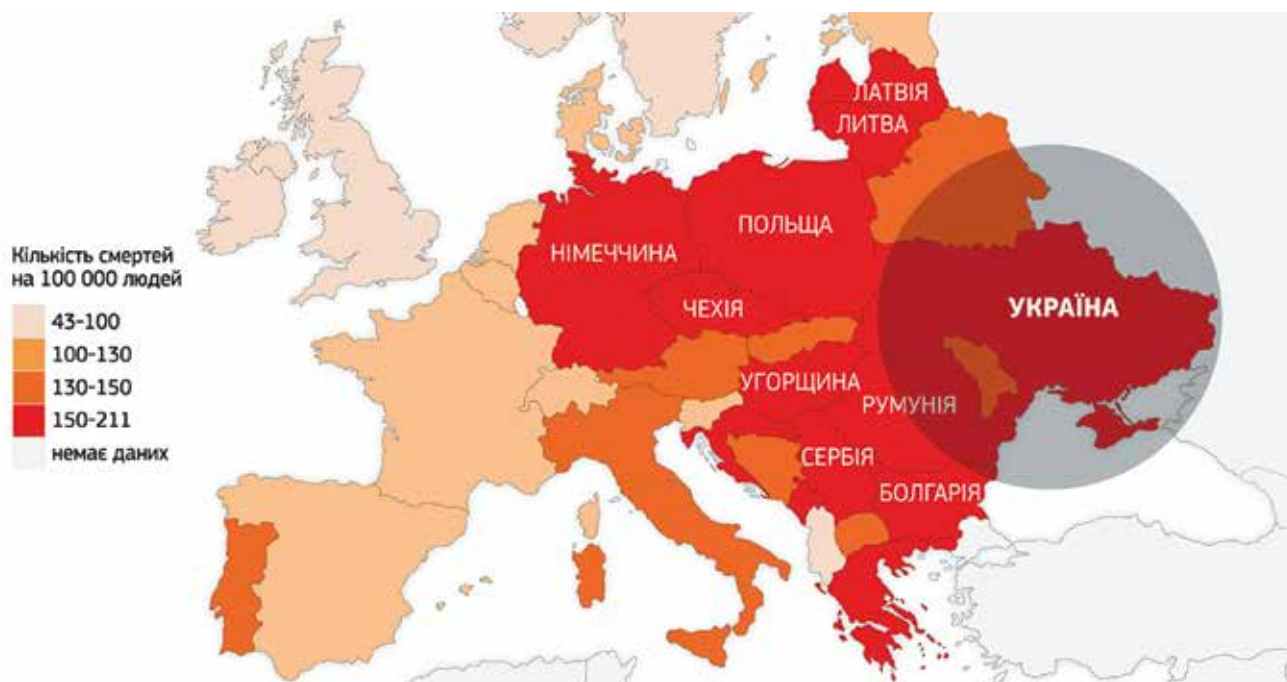 ЛАТВІЯ
ЛИТВА
ПОЛЬЩА
НІМЕЧЧИНА
ЧЕХІЯ
УКРАЇНА
УГОРЩИНА
РУМУНІЯ
СЕРБІЯ
БОЛГАРІЯ
Кількість смертей
на 100 000 людей
43-100
100-130
130-150
150-211
немає даних